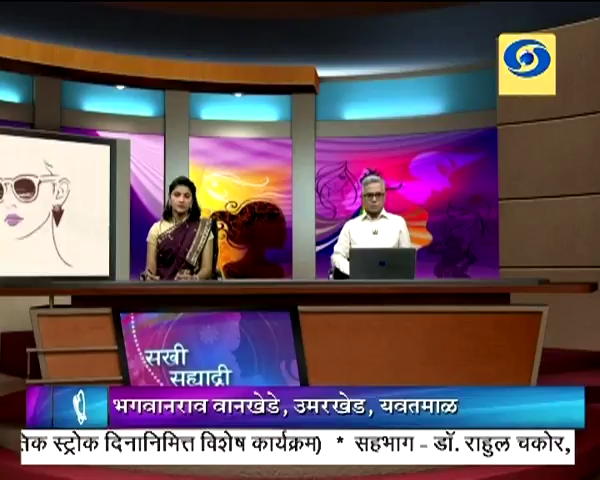 सखी
सह्याद्री
भगवानराव वानखेडे, उमरखेड, यवतमाळ
स्ट्रोक दिनानिमित्त विशेष कार्यक्रम) * सहभाग - डॉ. राहुल चकोर,